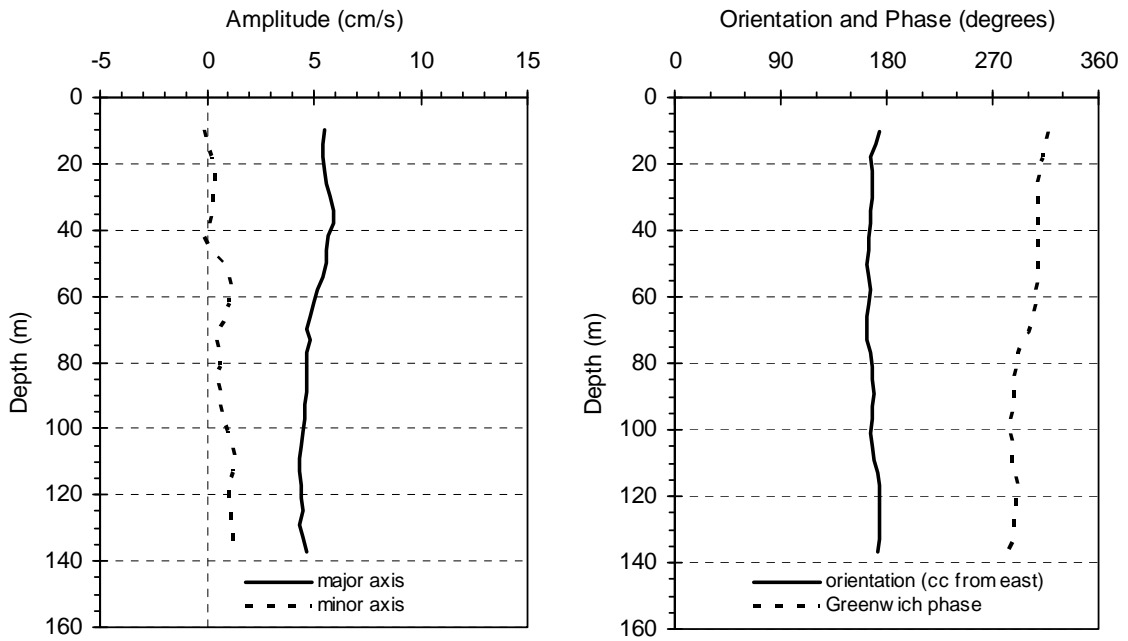 Amplitude (cm/s)
-5 0 5 10 15
0
20
40
60
80
100
120
140
160
Depth (m)
major axis
minor axis
Orientation and Phase (degrees)
0 90 180 270 360
0
20
40
60
80
100
120
140
160
Depth (m)
orientation (cc from east)
Greenwich phase